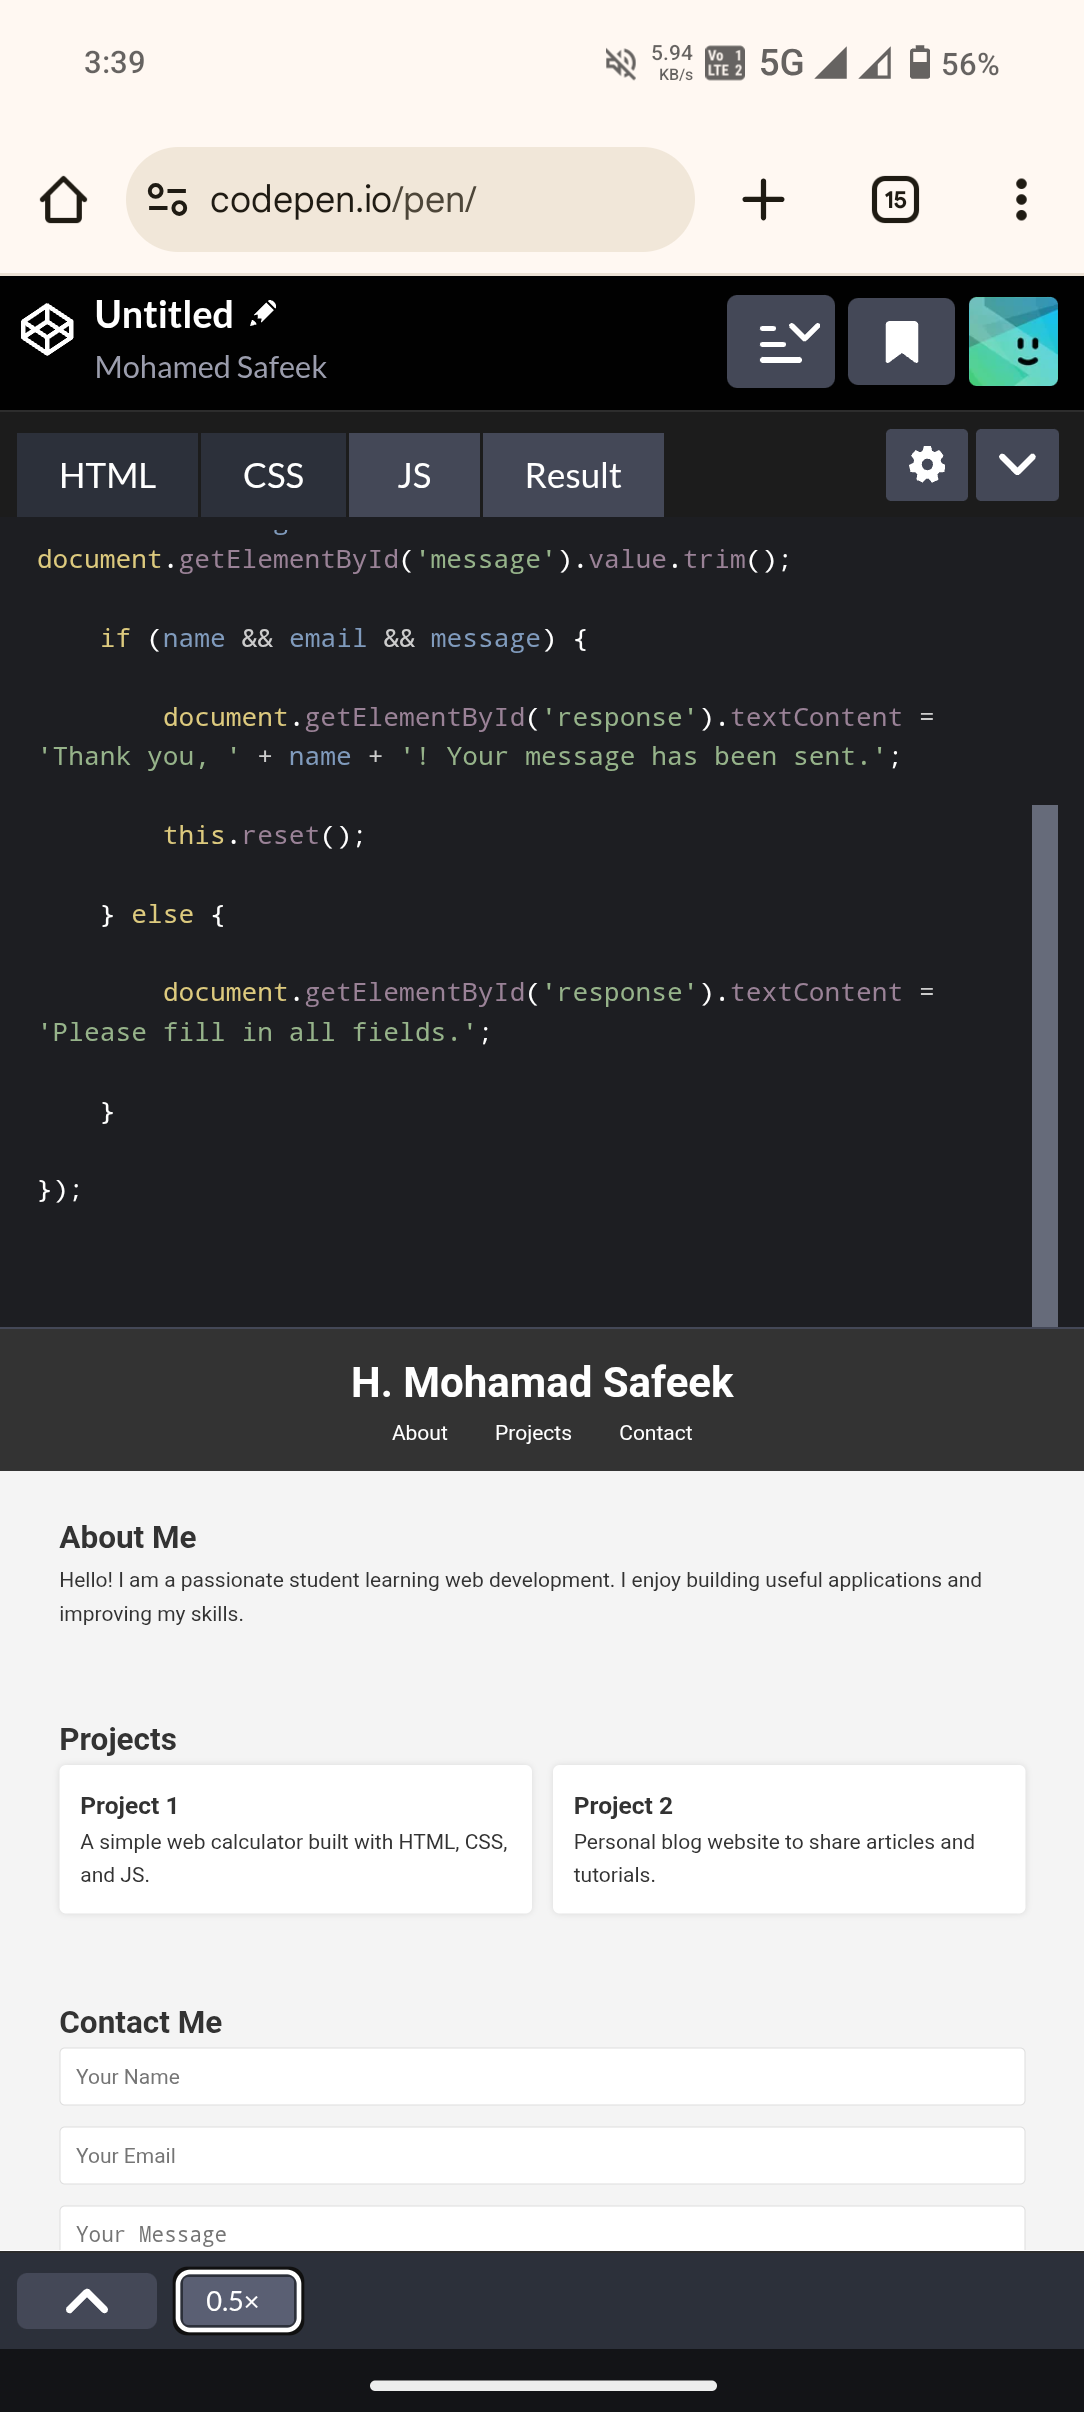 3:39
5.94
KB/s
Vo 1
LTE 2
5G
56%
codepen.io/pen/
15
Untitled
Mohamed Safeek
HTML CSS JS Result
document.getElementById('message').value.trim();
if (name && email && message) {
document.getElementById('response').textContent =
'Thank you, ' + name + '! Your message has been sent.';
this.reset();
} else {
document.getElementById('response').textContent =
'Please fill in all fields.';
}
});
H. Mohamad Safeek
About Projects Contact
About Me
Hello! I am a passionate student learning web development. I enjoy building useful applications and
improving my skills.
Projects
Project 1
A simple web calculator built with HTML, CSS,
and JS.
Project 2
Personal blog website to share articles and
tutorials.
Contact Me
Your Name
Your Email
Your Message
0.5×